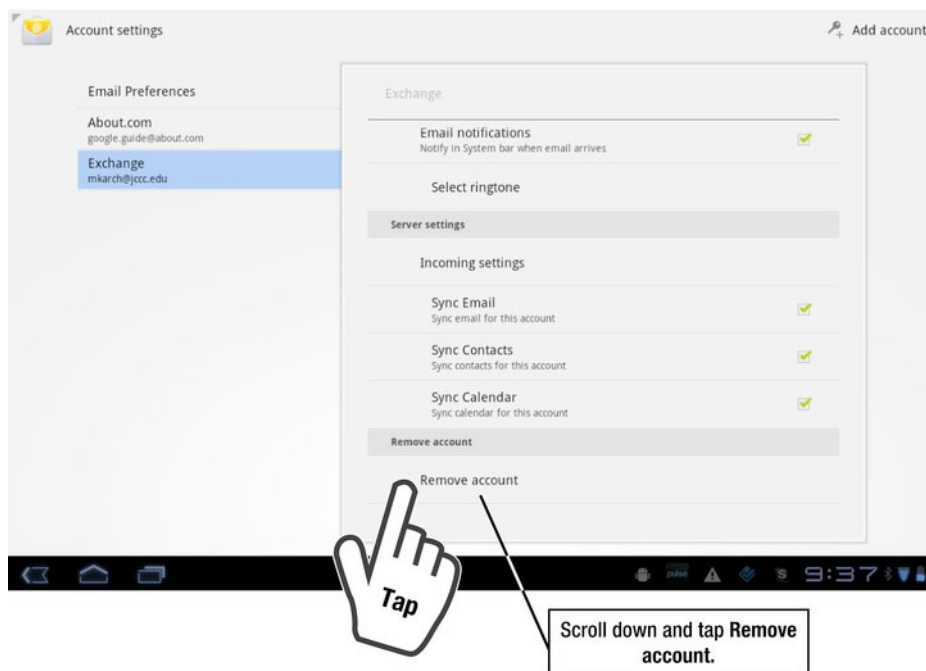 Account settings
Add account
Email Preferences
About.com
google.guide@about.com
Exchange
mkarch@jccc.edu
Exchange
Email notifications
Notify in System bar when email arrives
Select ringtone
Server settings
Incoming settings
Sync Email
Sync email for this account
Sync Contacts
Sync contacts for this account
Sync Calendar
Sync calendar for this account
Remove account
Remove account
Tap
pulse
S
9:37
Scroll down and tap Remove
account.